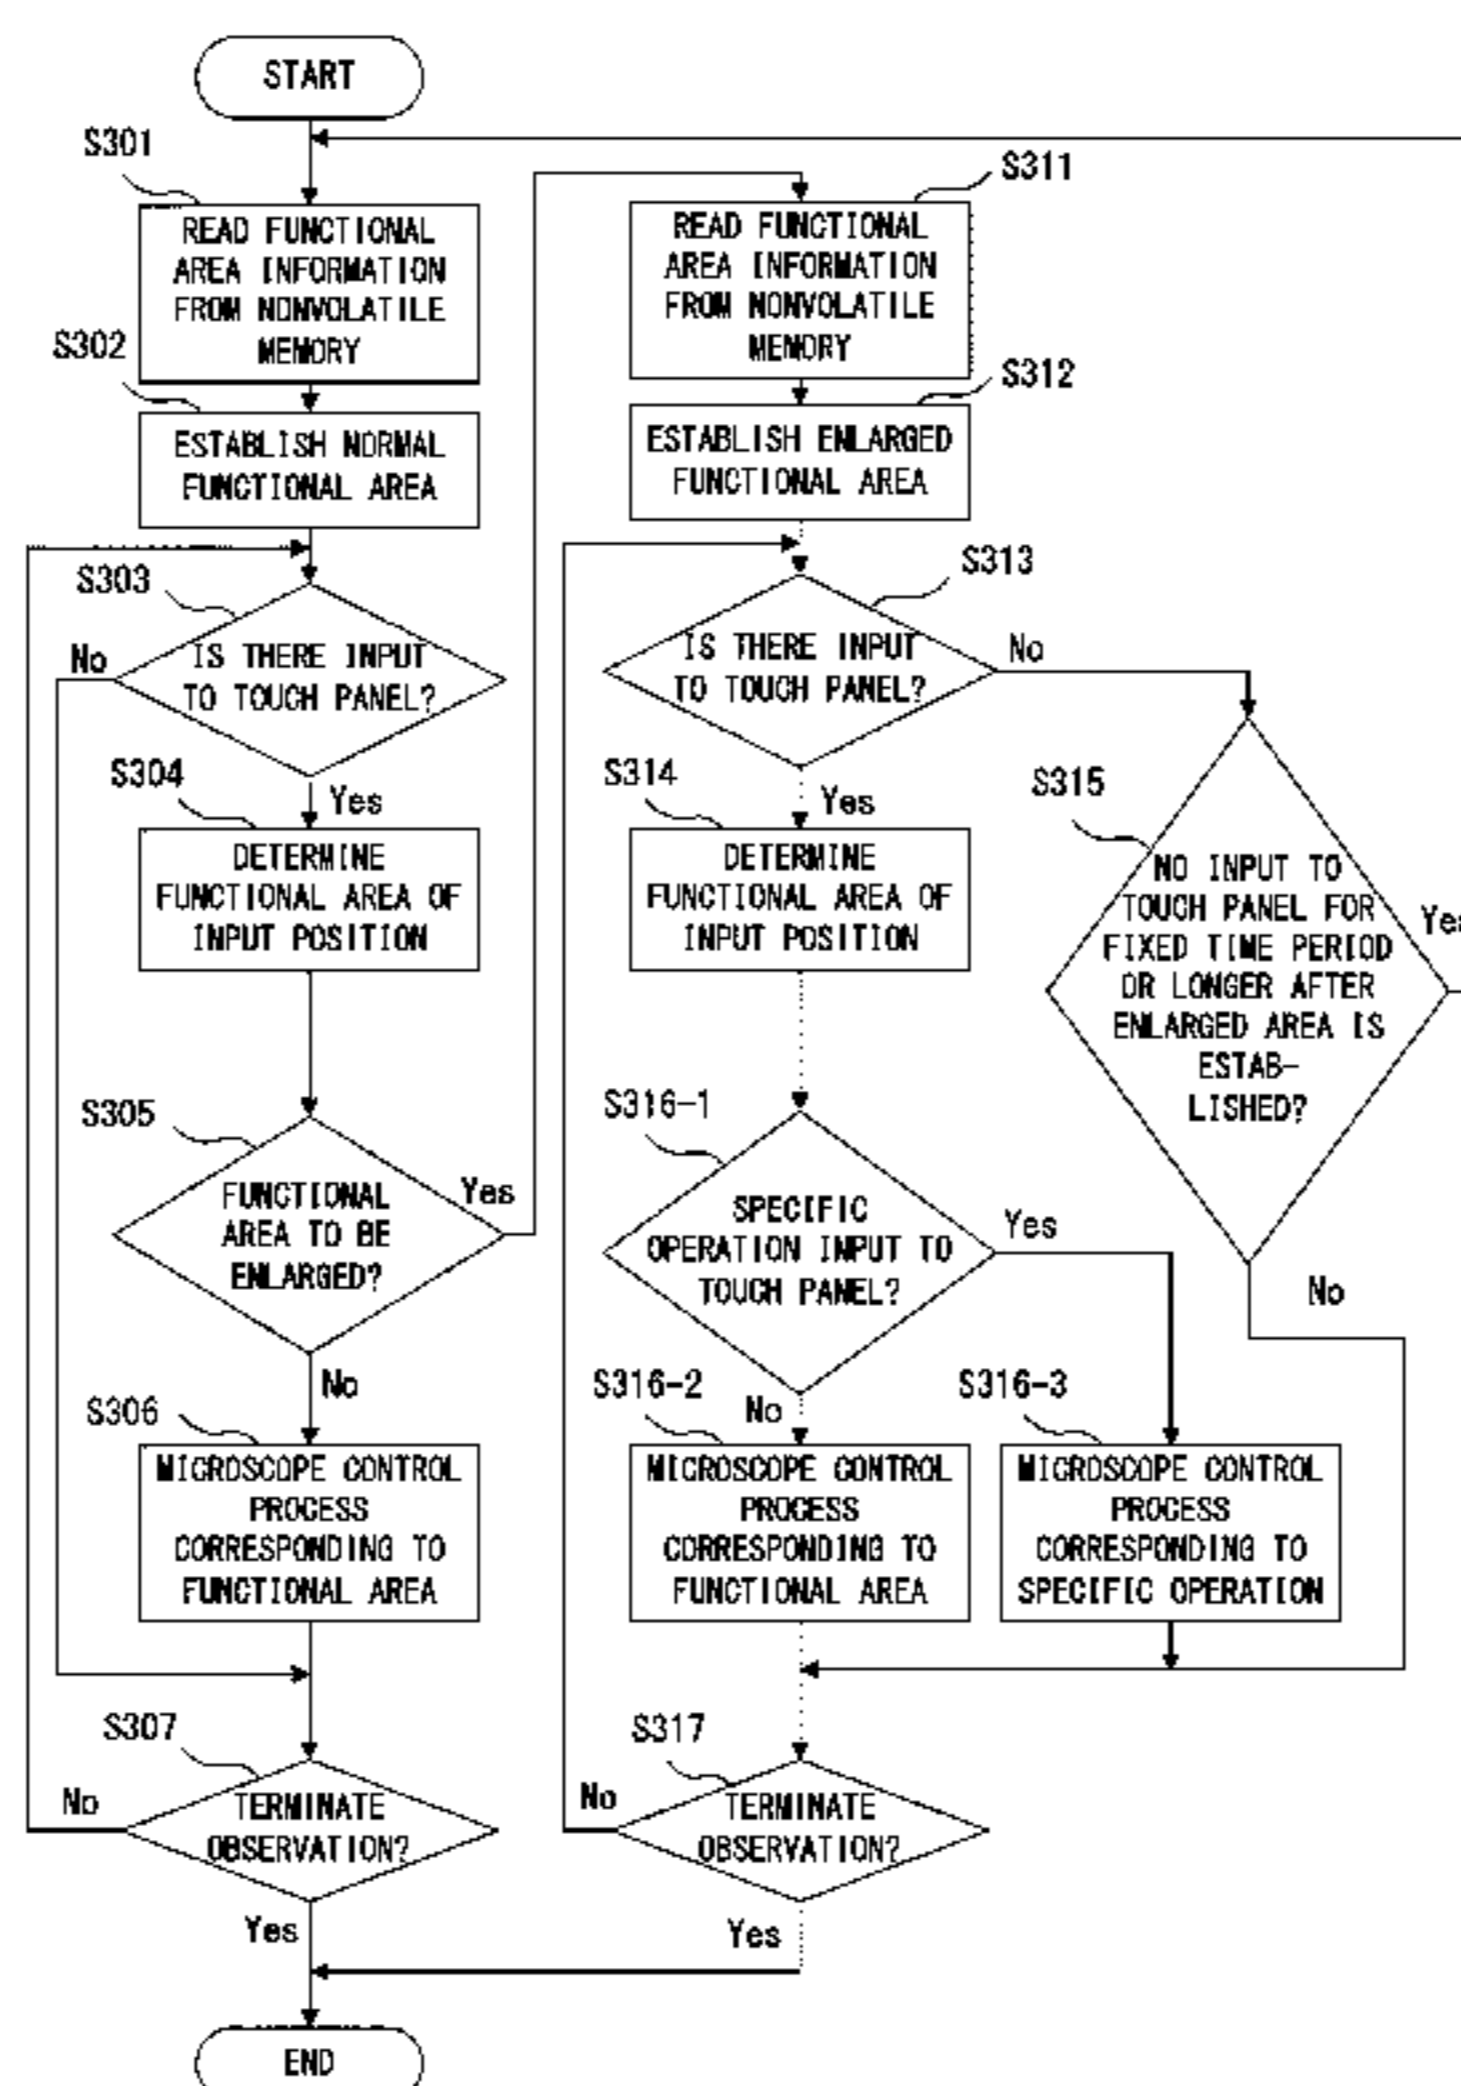 START
S301
READ FUNCTIONAL
AREA INFORMATION
FROM NONVOLATILE
MEMORY
S302
ESTABLISH NORMAL
FUNCTIONAL AREA
S303
No
IS THERE INPUT
TO TOUCH PANEL?
S304
Yes
DETERMINE
FUNCTIONAL AREA OF
INPUT POSITION
S305
FUNCTIONAL
AREA TO BE
ENLARGED?
Yes
No
S306
MICROSCOPE CONTROL
PROCESS
CORRESPONDING TO
FUNCTIONAL AREA
S307
No
TERMINATE
OBSERVATION?
Yes
END
S311
READ FUNCTIONAL
AREA INFORMATION
FROM NONVOLATILE
MEMORY
S312
ESTABLISH ENLARGED
FUNCTIONAL AREA
S313
IS THERE INPUT
TO TOUCH PANEL?
No
S314
Yes
DETERMINE
FUNCTIONAL AREA OF
INPUT POSITION
S315
NO INPUT TO
TOUCH PANEL FOR
FIXED TIME PERIOD
OR LONGER AFTER
ENLARGED AREA IS
ESTAB-
LISHED?
Yes
No
S316-1
SPECIFIC
OPERATION INPUT TO
TOUCH PANEL?
Yes
No
S316-2
MICROSCOPE CONTROL
PROCESS
CORRESPONDING TO
FUNCTIONAL AREA
S316-3
MICROSCOPE CONTROL
PROCESS
CORRESPONDING TO
SPECIFIC OPERATION
S317
No
TERMINATE
OBSERVATION?
Yes